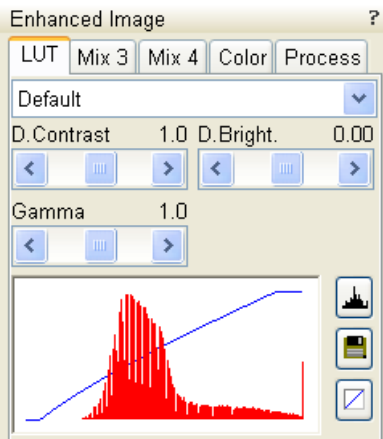 Enhanced Image ?
LUT Mix 3 Mix 4 Color Process
Default
D.Contrast 1.0 D.Bright. 0.00
Gamma 1.0